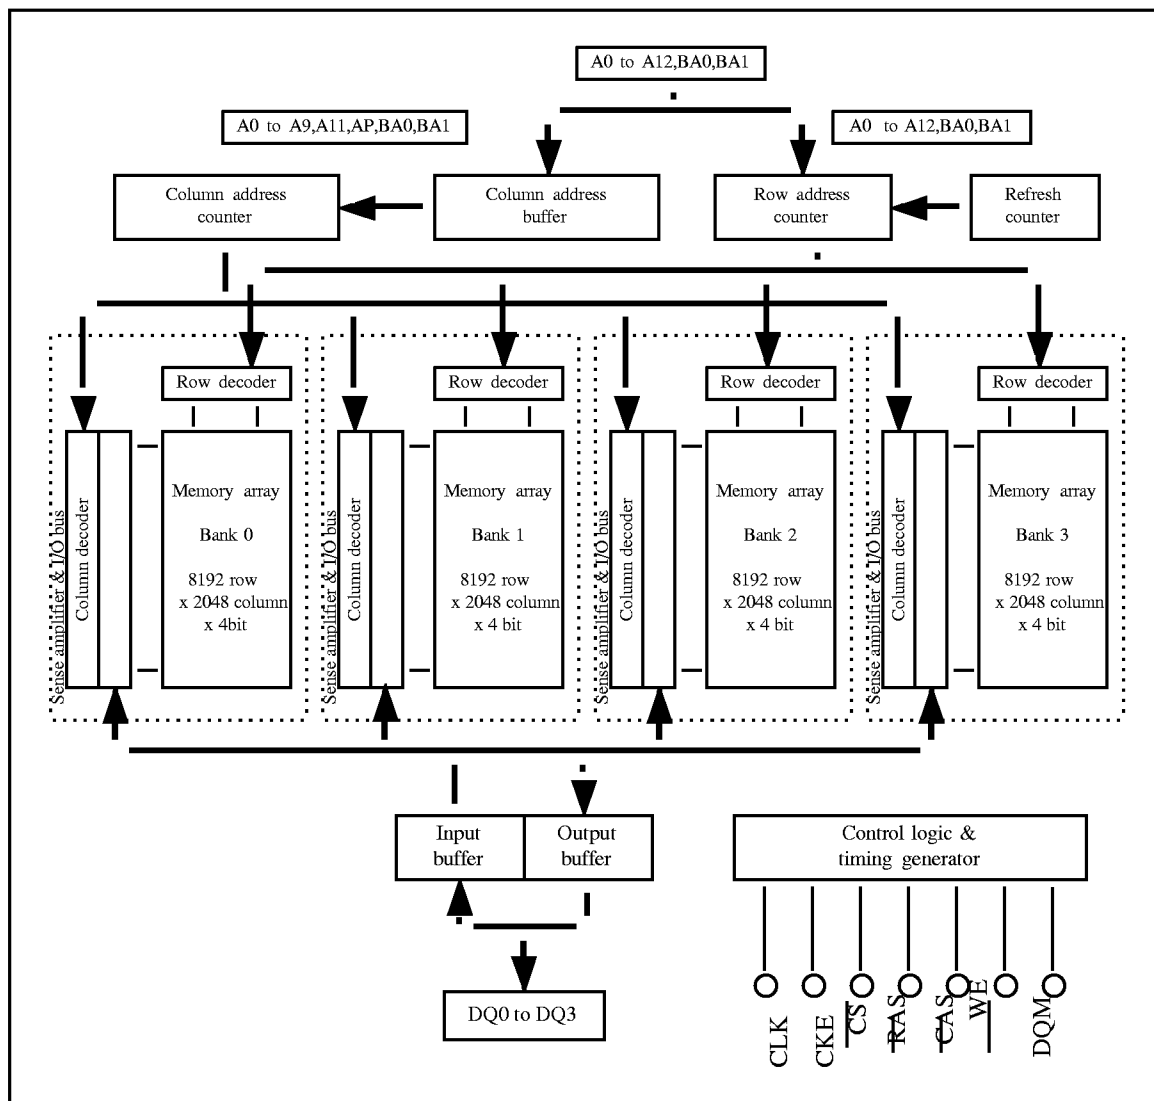 A0 to A12,BA0,BA1
A0 to A9,A11,AP,BA0,BA1
A0 to A12,BA0,BA1
Column address
counter
Column address
buffer
Row address
counter
Refresh
counter
Row decoder
Row decoder
Row decoder
Row decoder
Sense amplifier & I/O bus
Column decoder
Memory array
Bank 0
8192 row
x 2048 column
x 4bit
Sense amplifier & I/O bus
Column decoder
Memory array
Bank 1
8192 row
x 2048 column
x 4 bit
Sense amplifier & I/O bus
Column decoder
Memory array
Bank 2
8192 row
x 2048 column
x 4 bit
Sense amplifier & I/O bus
Column decoder
Memory array
Bank 3
8192 row
x 2048 column
x 4 bit
Input
buffer
Output
buffer
Control logic &
timing generator
DQ0 to DQ3
CLK
CKE
CS
RAS
CAS
WE
DQM